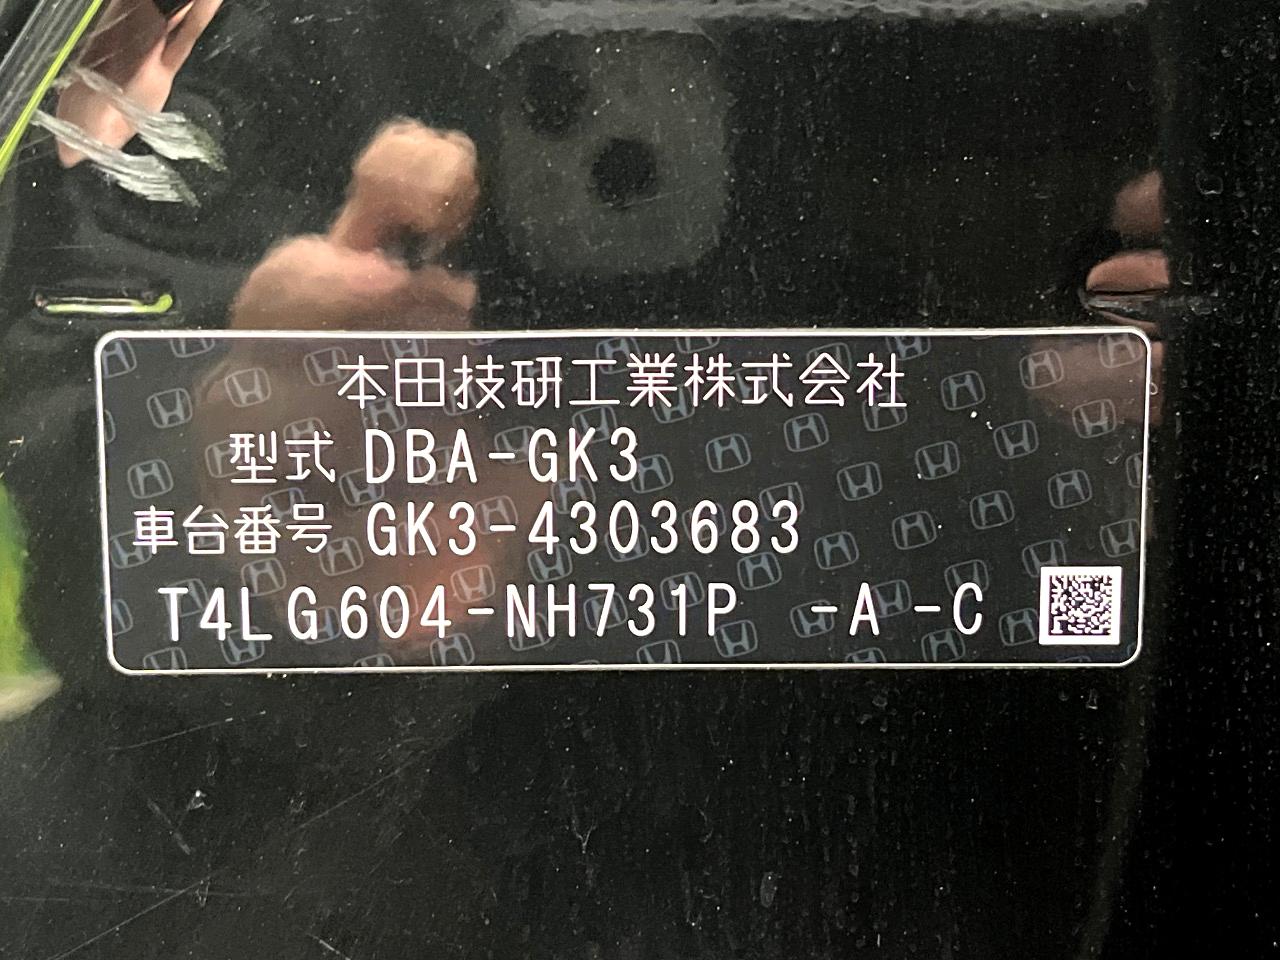 本田技研工業株式会社
型式 DBA-GK3
車台番号 GK3-4303683
T4LG604-NH731P -A-C